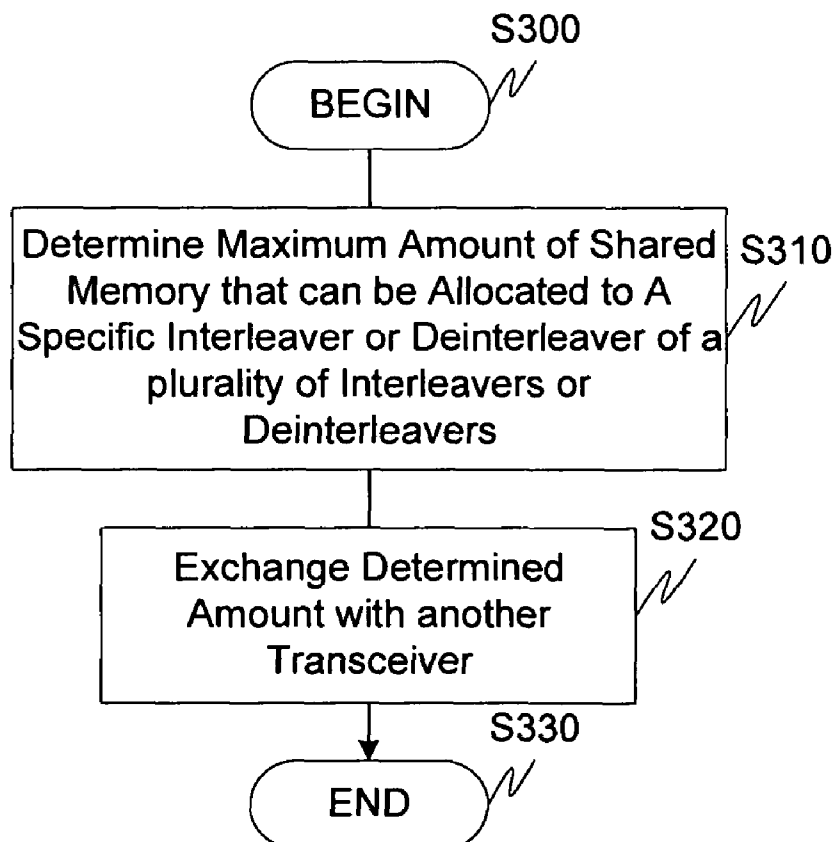 S300
BEGIN
Determine Maximum Amount of Shared
Memory that can be Allocated to A
Specific Interleaver or Deinterleaver of a
plurality of Interleavers or
Deinterleavers
S310
Exchange Determined
Amount with another
Transceiver
S320
S330
END